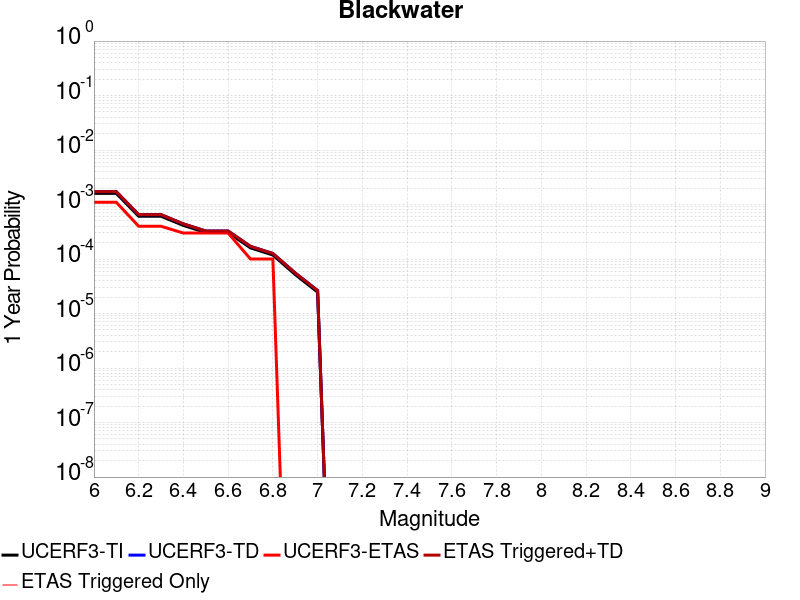 Blackwater
10^0
10^-1
10^-2
10^-3
10^-4
10^-5
10^-6
10^-7
10^-8
1 Year Probability
6 6.2 6.4 6.6 6.8 7 7.2 7.4 7.6 7.8 8 8.2 8.4 8.6 8.8 9
Magnitude
UCERF3-TI UCERF3-TD UCERF3-ETAS ETAS Triggered+TD
ETAS Triggered Only